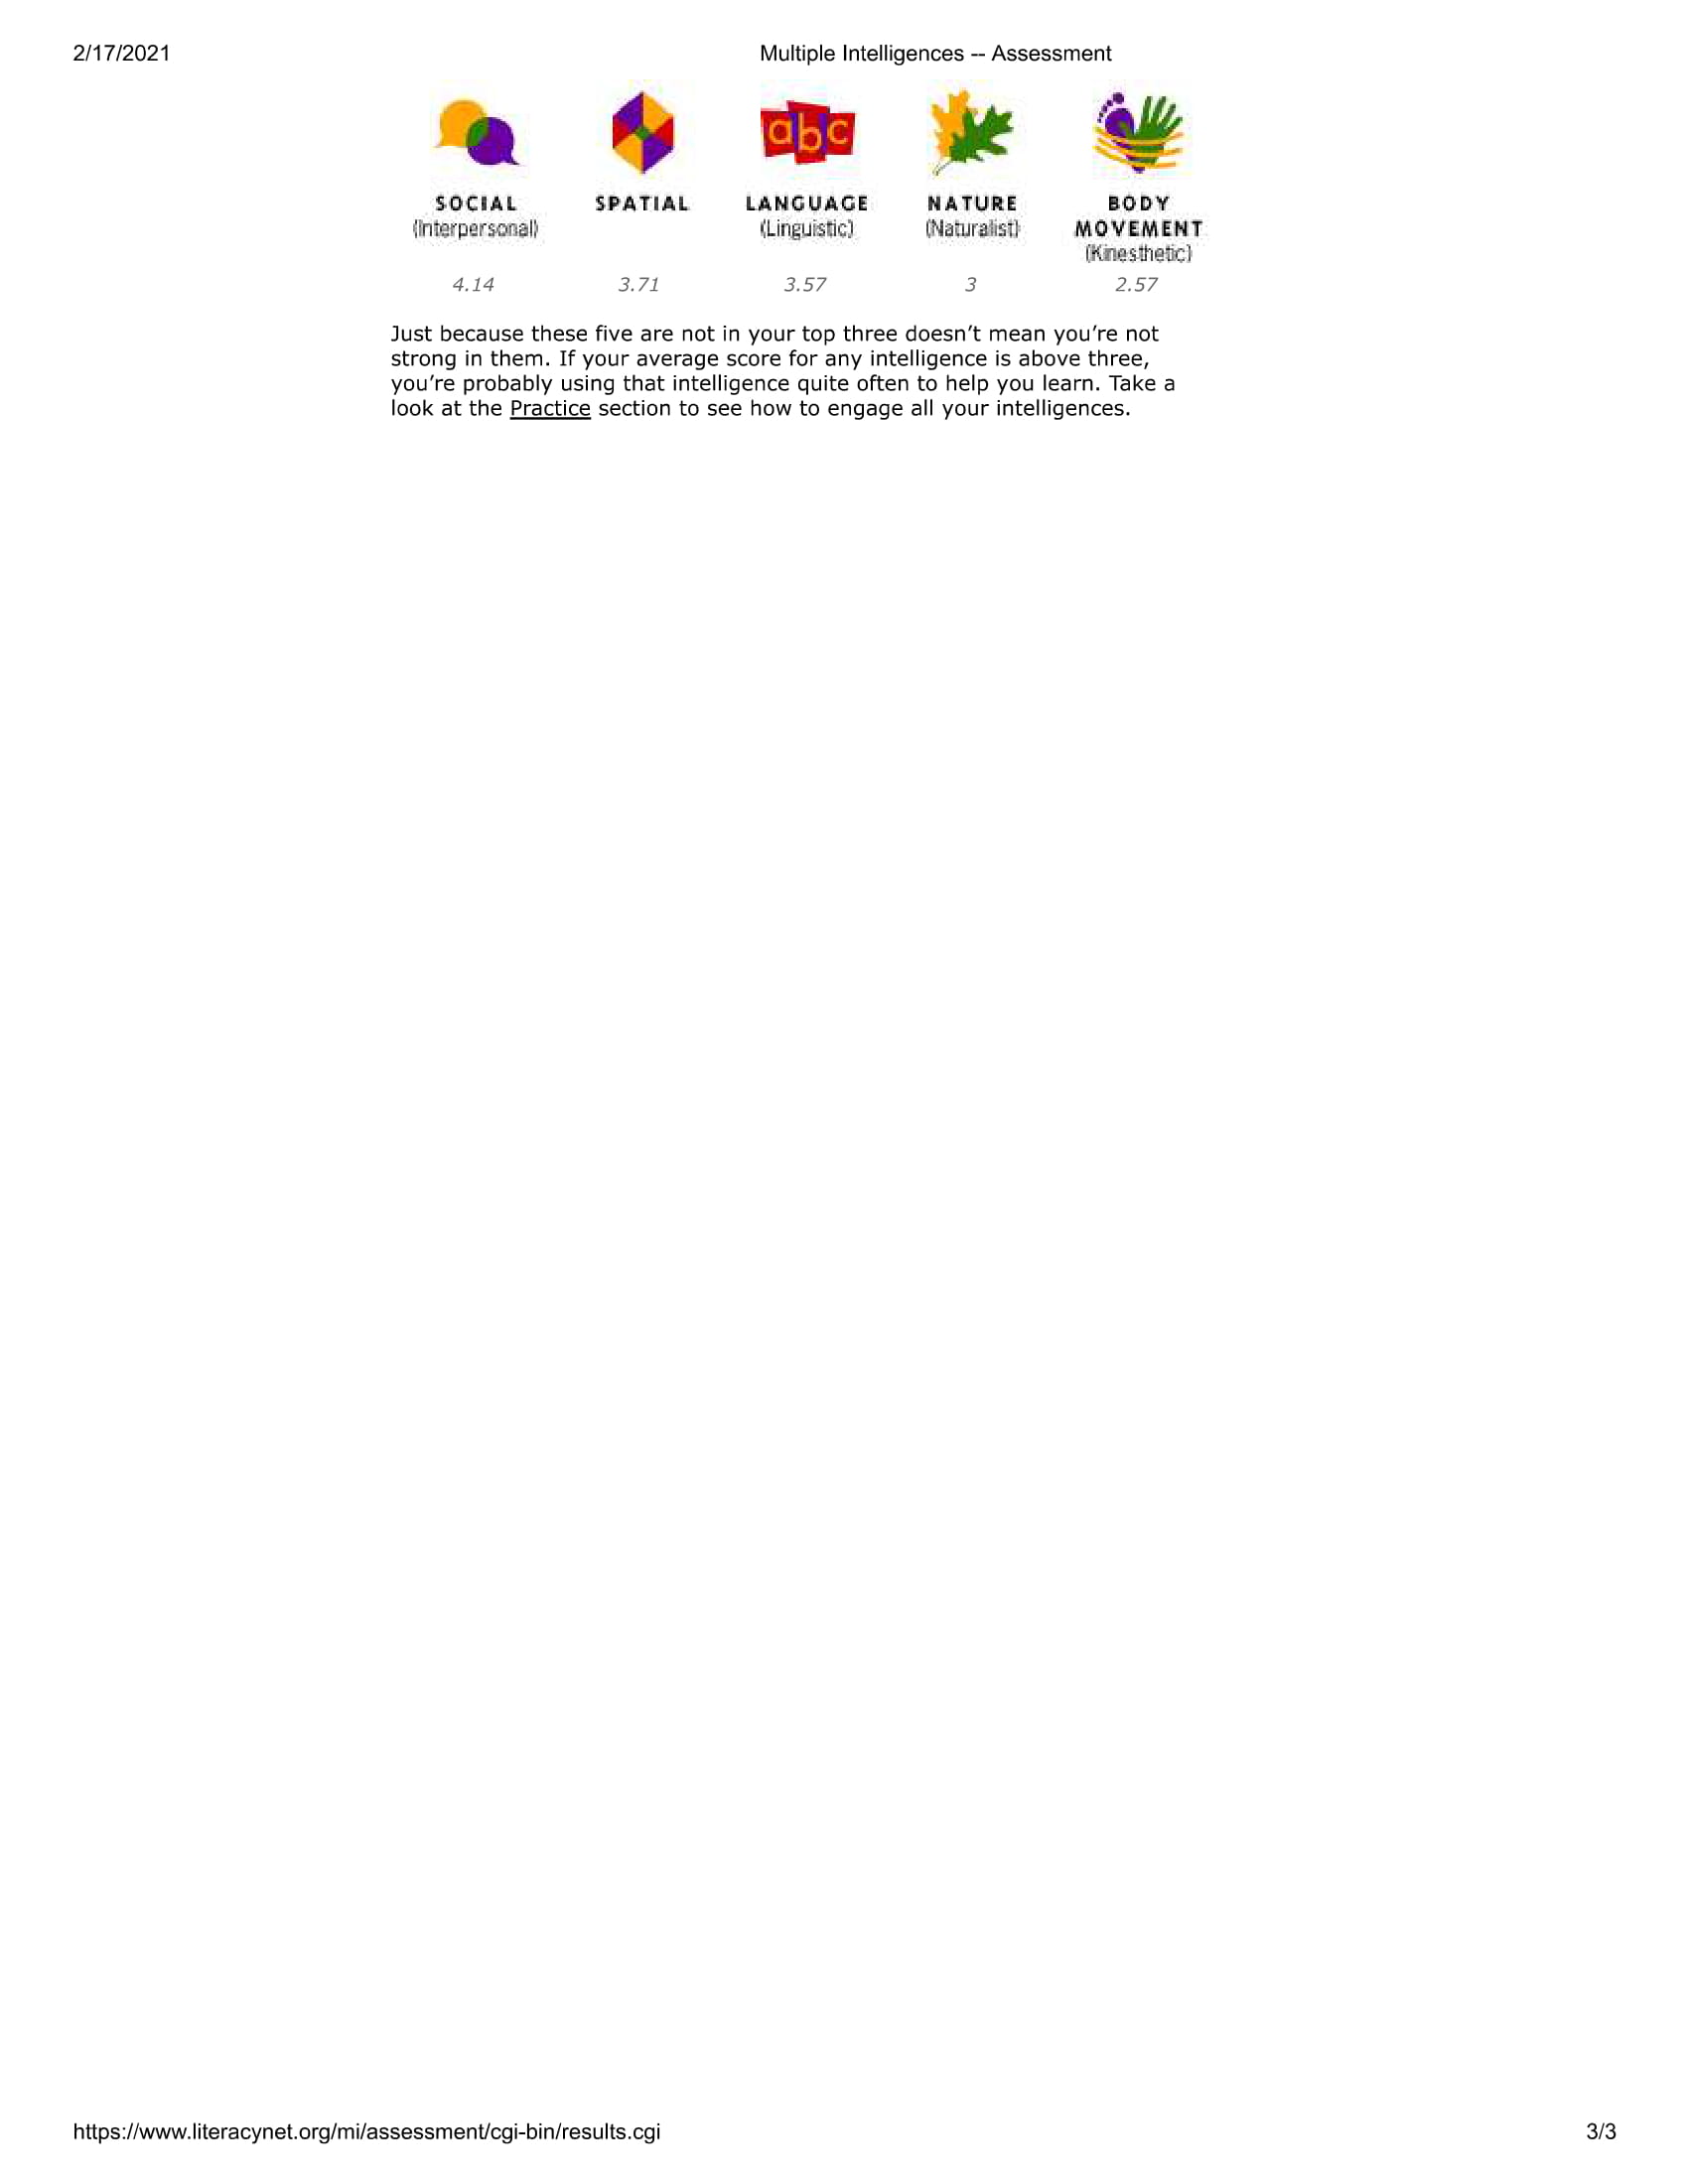 2/17/2021
Multiple Intelligences -- Assessment
abc
SOCIAL
(Interpersonal)
4.14
SPATIAL
3.71
LANGUAGE
(Linguistic)
3.57
NATURE
(Naturalist)
3
BODY
MOVEMENT
(Kinesthetic)
2.57
Just because these five are not in your top three doesn’t mean you’re not
strong in them. If your average score for any intelligence is above three,
you’re probably using that intelligence quite often to help you learn. Take a
look at the Practice section to see how to engage all your intelligences.
https://www.literacynet.org/mi/assessment/cgi-bin/results.cgi
3/3